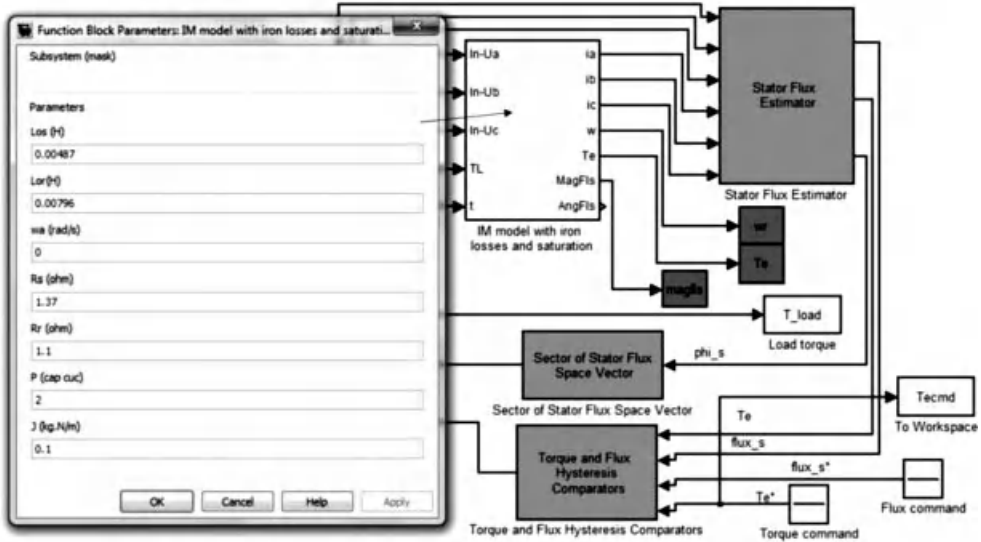 Function Block Parameters: IM model with iron losses and saturati...
Subsystem (mask)
Parameters
Los (H)
0.00487
Lor(H)
0.00796
wa (rad/s)
0
Rs (ohm)
1.37
Rr (ohm)
1.1
P (cap cuc)
2
J (kg.N/m)
0.1
OK
Cancel
Help
Apply
In-Ua
In-Ub
In-Uc
TL
t
ia
ib
ic
w
Te
MagFls
AngFls
IM model with iron
losses and saturation
Stator Flux
Estimator
Stator Flux Estimator
wr
Te
magfls
T_load
Load torque
phi_s
Sector of Stator Flux
Space Vector
Sector of Stator Flux Space Vector
Tecmd
To Workspace
Te
flux_s
Torque and Flux
Hysteresis
Comparators
flux_s*
Flux command
Te*
Torque and Flux Hysteresis Comparators
Torque command